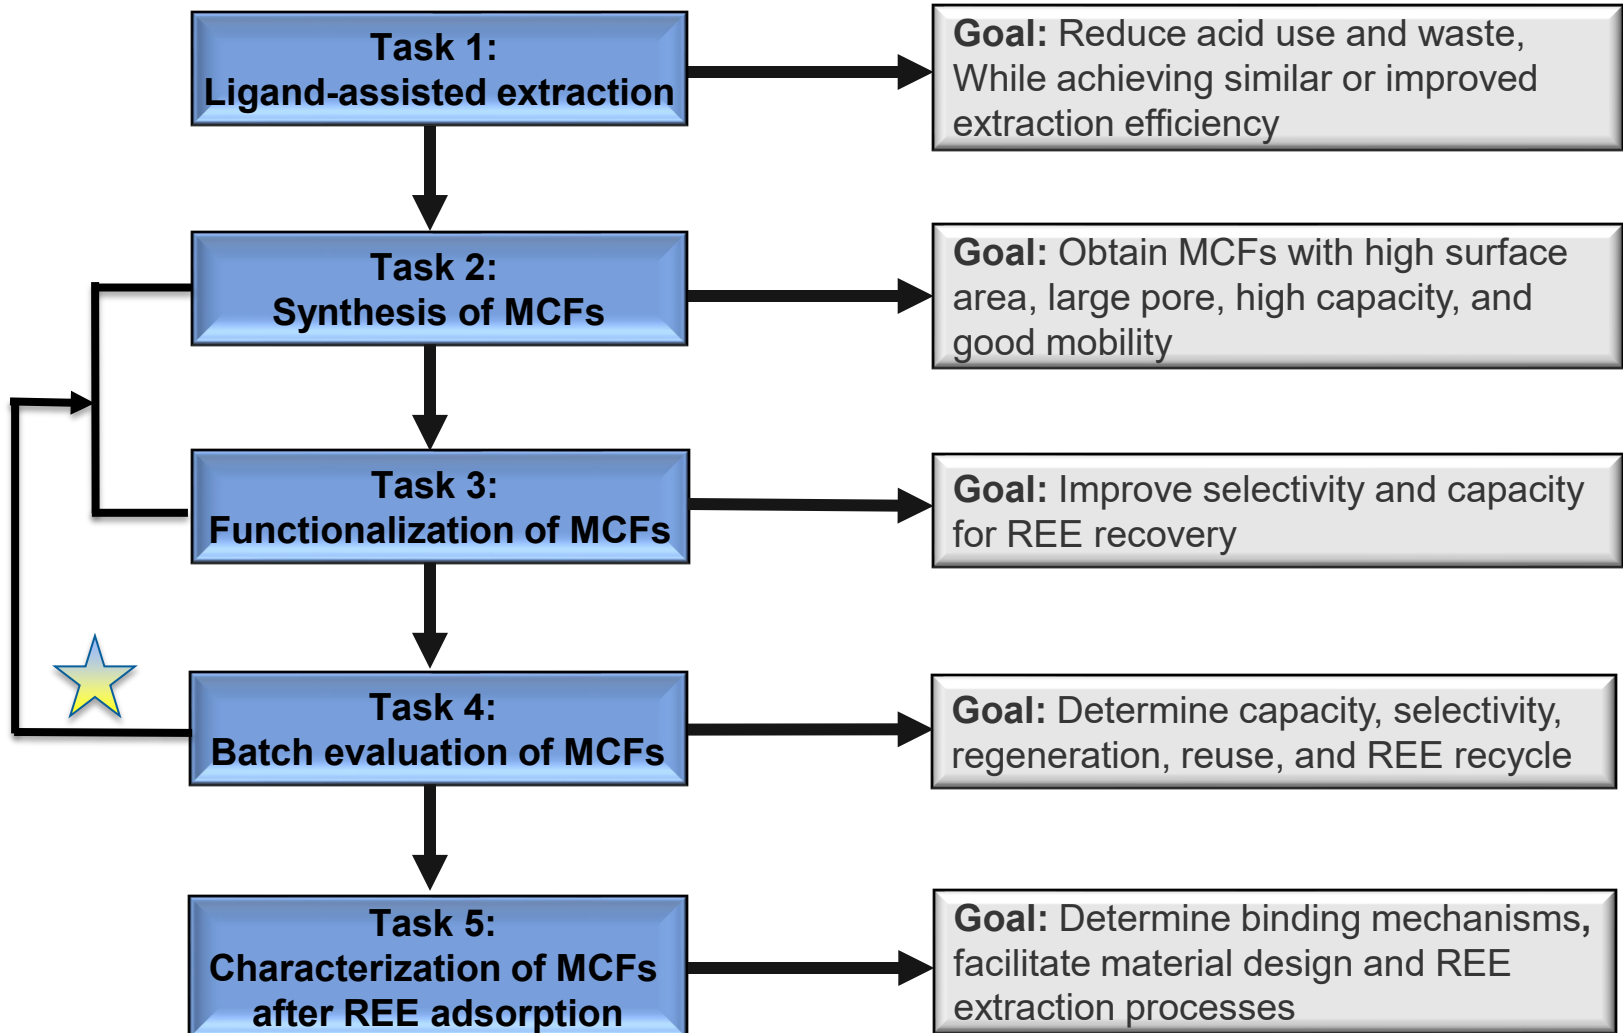 Task 1:
Ligand-assisted extraction
Goal: Reduce acid use and waste,
While achieving similar or improved
extraction efficiency
Task 2:
Synthesis of MCFs
Goal: Obtain MCFs with high surface
area, large pore, high capacity, and
good mobility
Task 3:
Functionalization of MCFs
Goal: Improve selectivity and capacity
for REE recovery
Task 4:
Batch evaluation of MCFs
Goal: Determine capacity, selectivity,
regeneration, reuse, and REE recycle
Task 5:
Characterization of MCFs
after REE adsorption
Goal: Determine binding mechanisms,
facilitate material design and REE
extraction processes